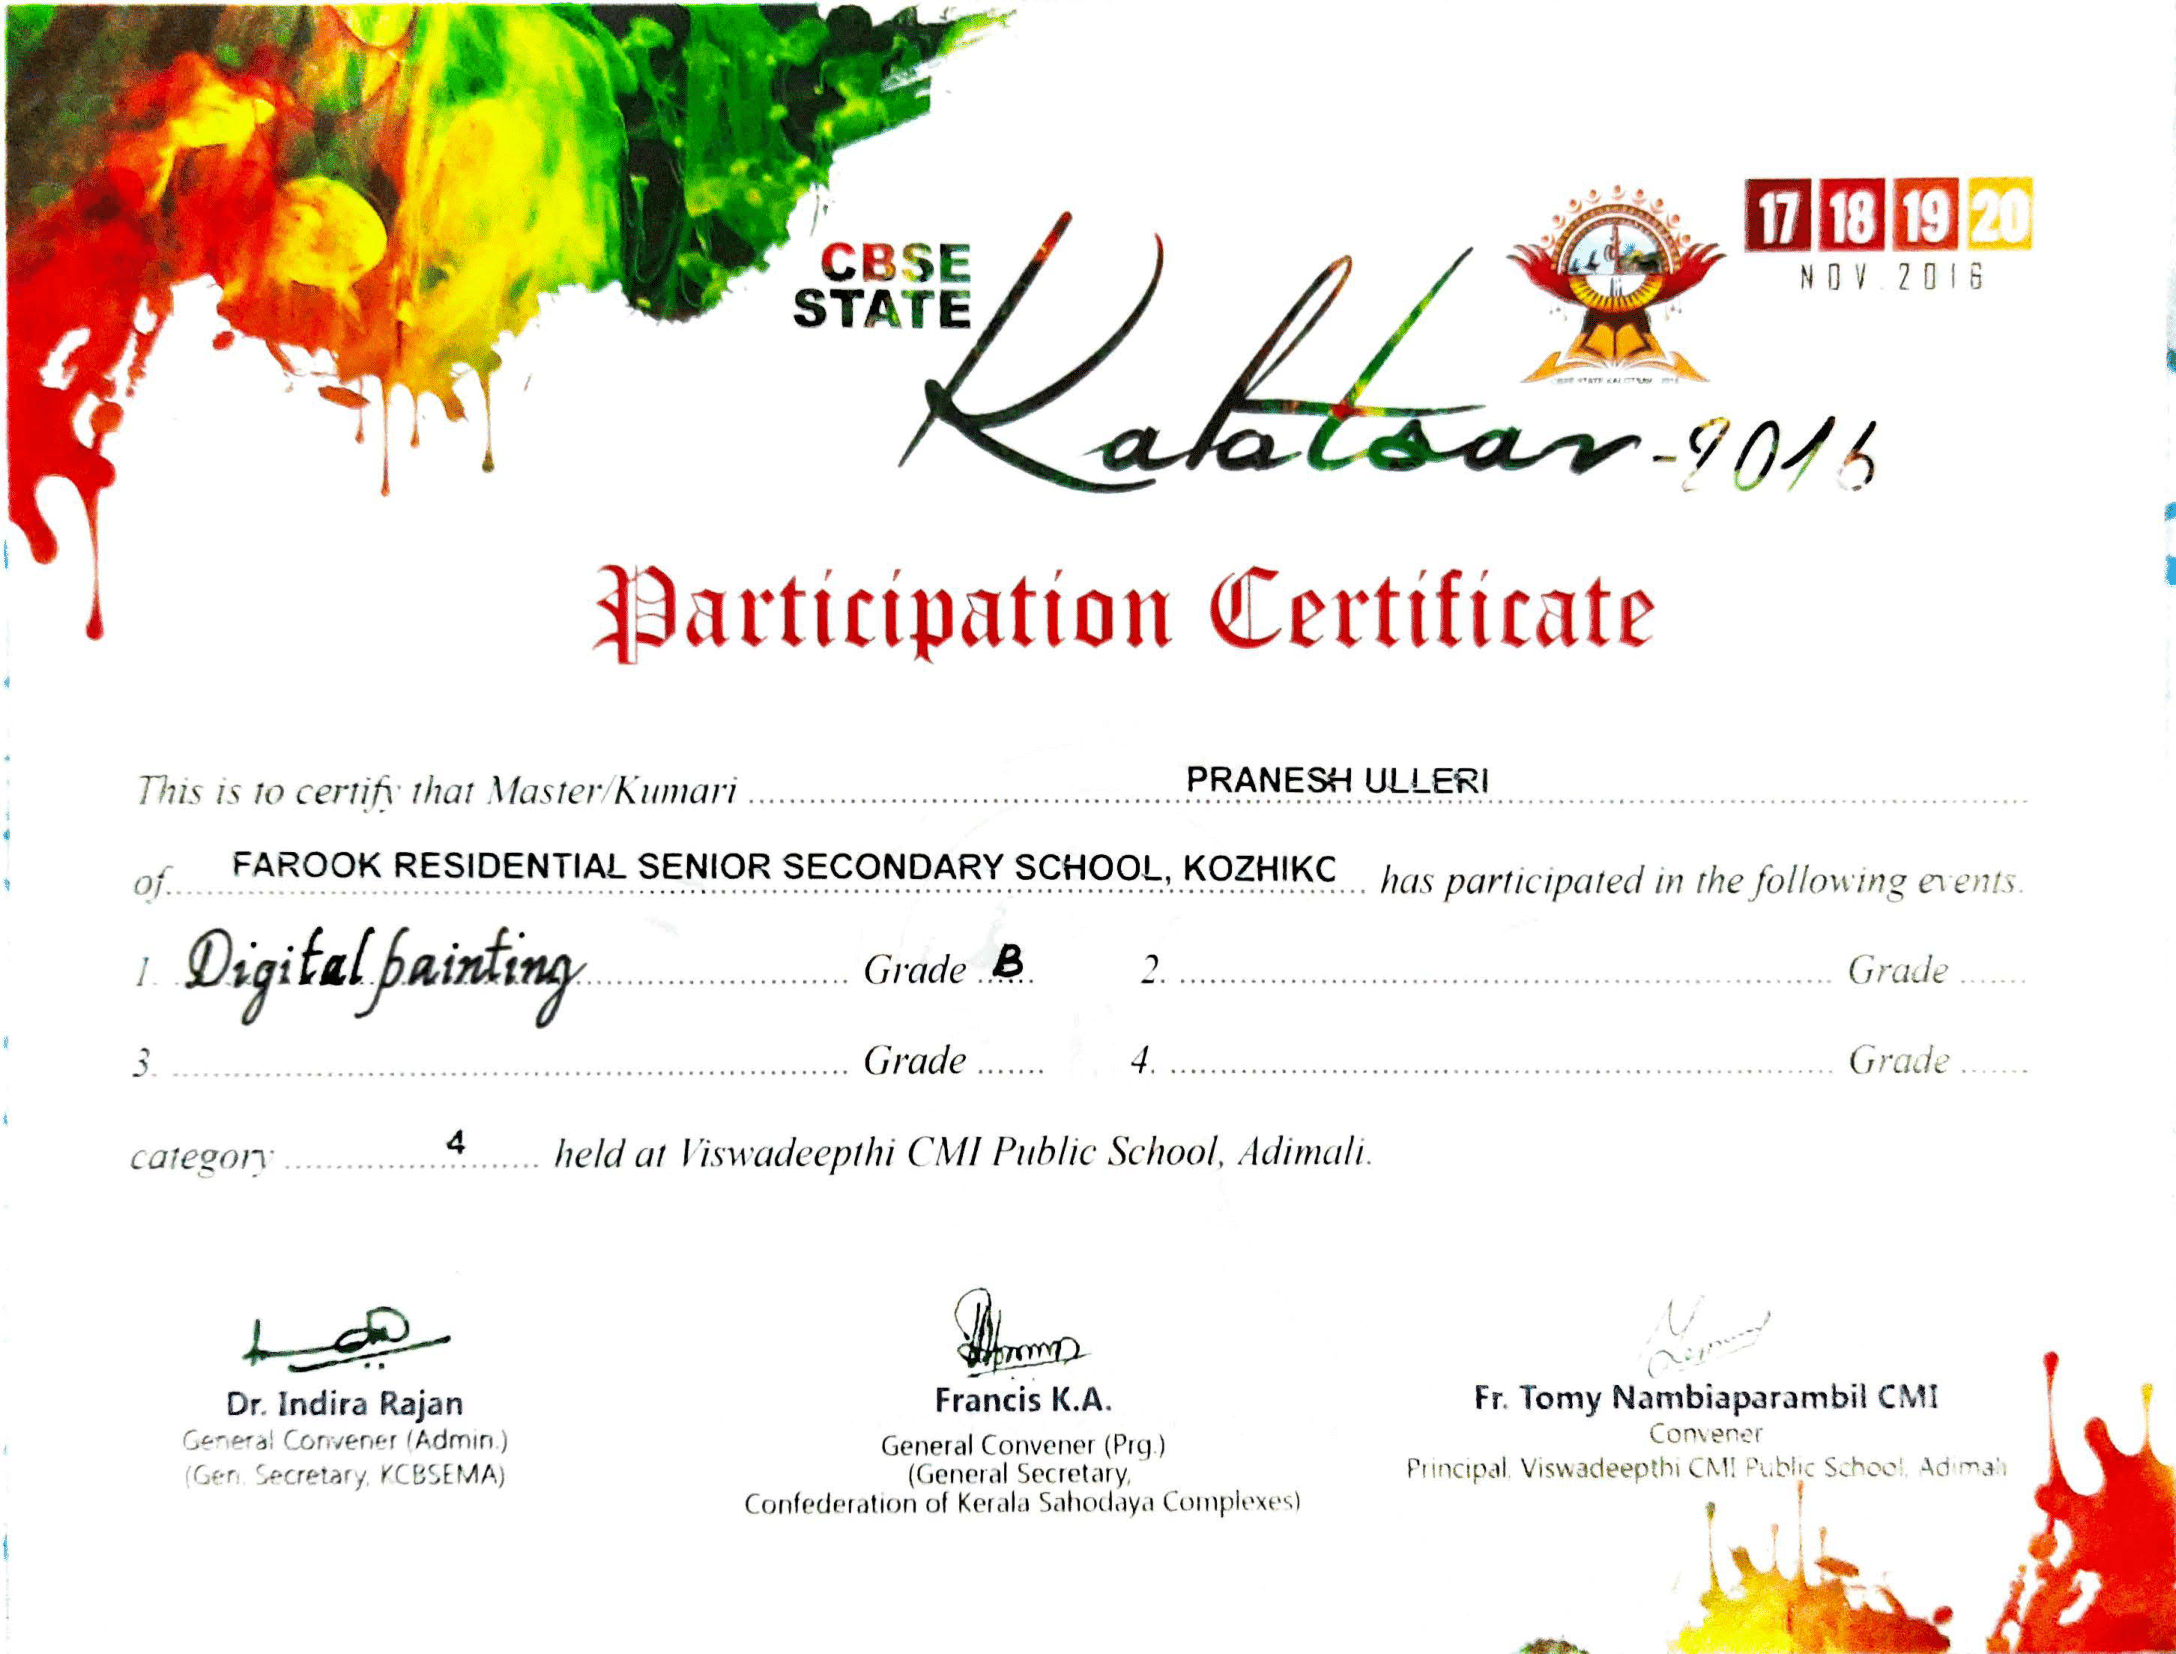 CBSE
STATE
Kalotsav-2016
17 18 19 20
NOV. 2016
CBSE STATE KALOTSAV 2016
Participation Certificate
This is to certify that Master/Kumari PRANESH ULLERI
of FAROOK RESIDENTIAL SENIOR SECONDARY SCHOOL, KOZHIKC has participated in the following events.
1. Digital painting Grade B 2. Grade
3. Grade 4. Grade
category 4 held at Viswadeepthi CMI Public School, Adimali.
Dr. Indira Rajan
General Convener (Admin.)
(Gen. Secretary, KCBSEMA)
Francis K.A.
General Convener (Prg.)
(General Secretary,
Confederation of Kerala Sahodaya Complexes)
Fr. Tomy Nambiaparambil CMI
Convener
Principal, Viswadeepthi CMI Public School, Adimali